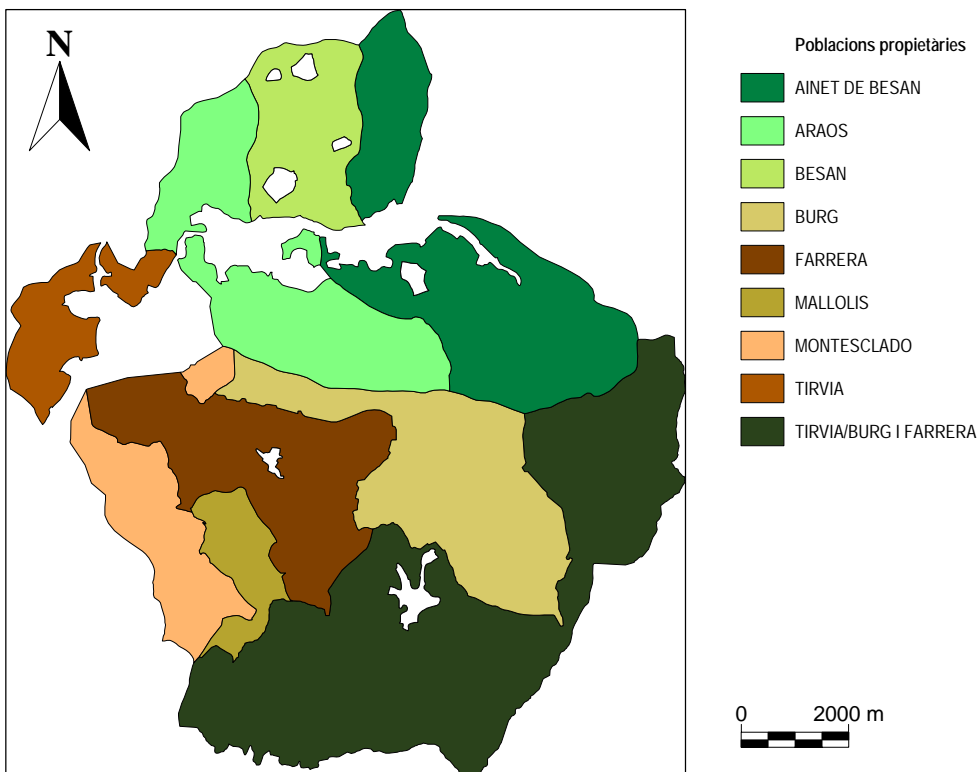 N
Poblacions propietàries
AINET DE BESAN
ARAOS
BESAN
BURG
FARRERA
MALLOLIS
MONTESCLADO
TIRVIA
TIRVIA/BURG I FARRERA
0 2000 m